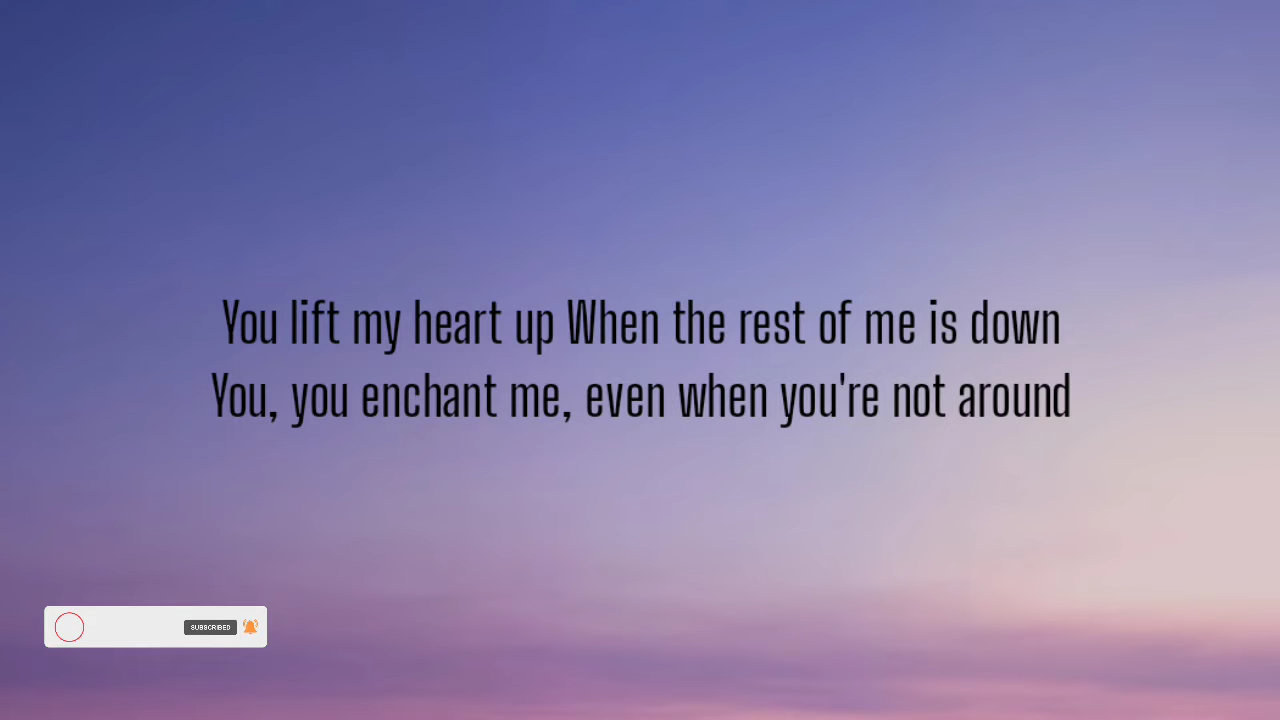 You lift my heart up When the rest of me is down
You, you enchant me, even when you're not around
SUBSCRIBED